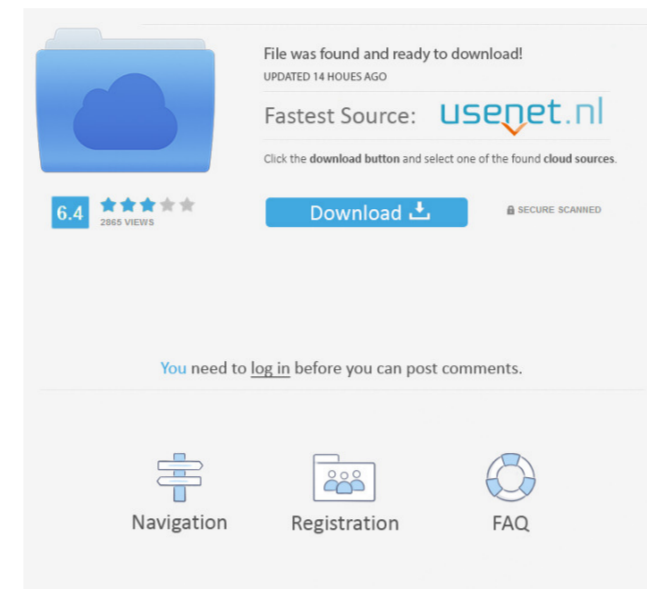 File was found and ready to download!
UPDATED 14 HOUES AGO
Fastest Source: usenet.nl
Click the download button and select one of the found cloud sources.
6.4
2865 VIEWS
Download
SECURE SCANNED
You need to log in before you can post comments.
Navigation
Registration
FAQ